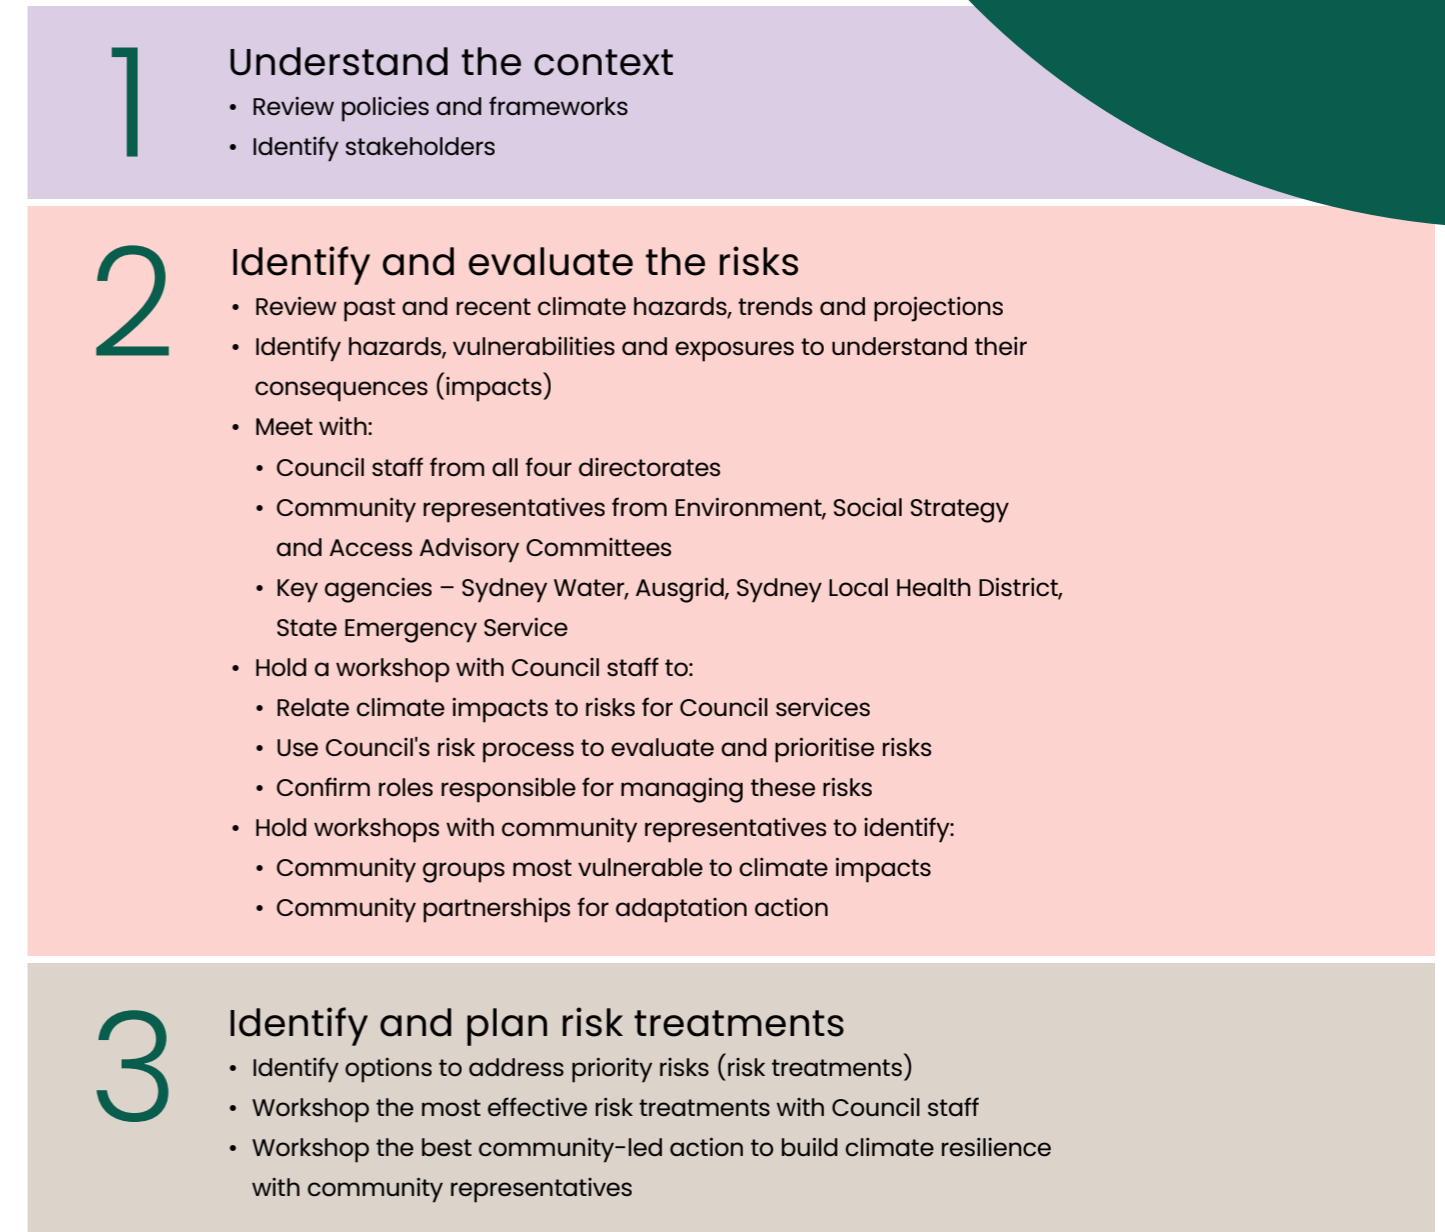 1
Understand the context
• Review policies and frameworks
• Identify stakeholders
2
Identify and evaluate the risks
• Review past and recent climate hazards, trends and projections
• Identify hazards, vulnerabilities and exposures to understand their
consequences (impacts)
• Meet with:
• Council staff from all four directorates
• Community representatives from Environment, Social Strategy
and Access Advisory Committees
• Key agencies – Sydney Water, Ausgrid, Sydney Local Health District,
State Emergency Service
• Hold a workshop with Council staff to:
• Relate climate impacts to risks for Council services
• Use Council's risk process to evaluate and prioritise risks
• Confirm roles responsible for managing these risks
• Hold workshops with community representatives to identify:
• Community groups most vulnerable to climate impacts
• Community partnerships for adaptation action
3
Identify and plan risk treatments
• Identify options to address priority risks (risk treatments)
• Workshop the most effective risk treatments with Council staff
• Workshop the best community-led action to build climate resilience
with community representatives